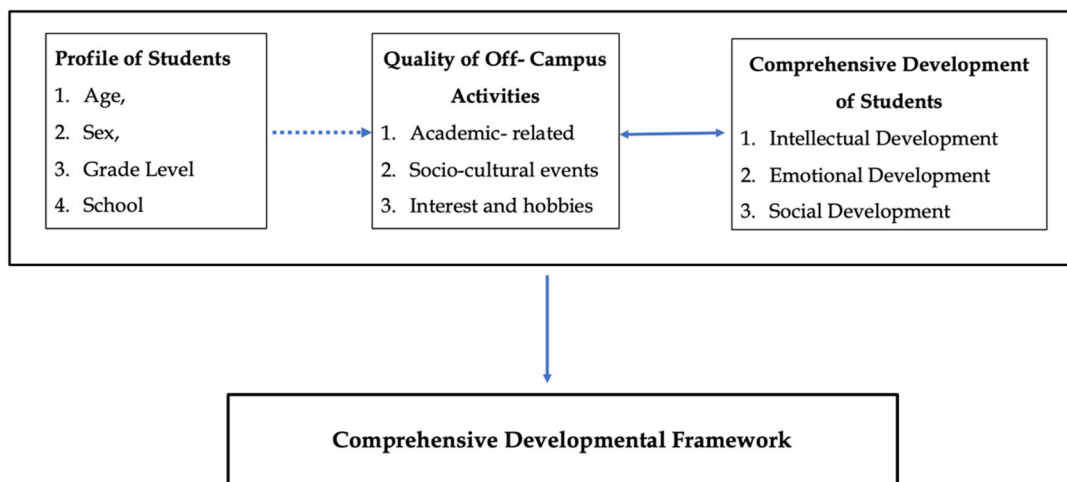 Profile of Students
1. Age,
2. Sex,
3. Grade Level
4. School
Quality of Off- Campus
Activities
1. Academic- related
2. Socio-cultural events
3. Interest and hobbies
Comprehensive Development
of Students
1. Intellectual Development
2. Emotional Development
3. Social Development
Comprehensive Developmental Framework